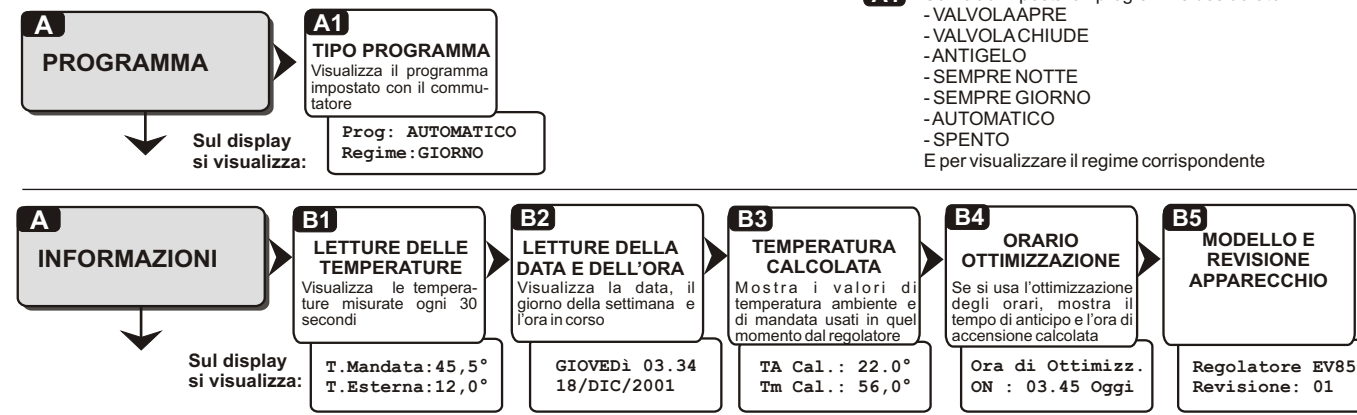 A
PROGRAMMA
A1
TIPO PROGRAMMA
Visualizza il programma
impostato con il commu-
tatore
Sul display
si visualizza:
Prog: AUTOMATICO
Regime:GIORNO
- VALVOLA APRE
- VALVOLA CHIUDE
- ANTIGELO
- SEMPRE NOTTE
- SEMPRE GIORNO
- AUTOMATICO
- SPENTO
E per visualizzare il regime corrispondente
A
INFORMAZIONI
Sul display
si visualizza:
B1
LETTURE DELLE
TEMPERATURE
Visualizza le tempera-
ture misurate ogni 30
secondi
T.Mandata:45,5°
T.Esterna:12,0°
B2
LETTURE DELLA
DATA E DELL'ORA
Visualizza la data, il
giorno della settimana e
l'ora in corso
GIOVEDì 03.34
18/DIC/2001
B3
TEMPERATURA
CALCOLATA
Mostra i valori di
temperatura ambiente e
di mandata usati in quel
momento dal regolatore
TA Cal.: 22.0°
Tm Cal.: 56,0°
B4
ORARIO
OTTIMIZZAZIONE
Se si usa l'ottimizzazione
degli orari, mostra il
tempo di anticipo e l'ora di
accensione calcolata
Ora di Ottimizz.
ON : 03.45 Oggi
B5
MODELLO E
REVISIONE
APPARECCHIO
Regolatore EV85
Revisione: 01